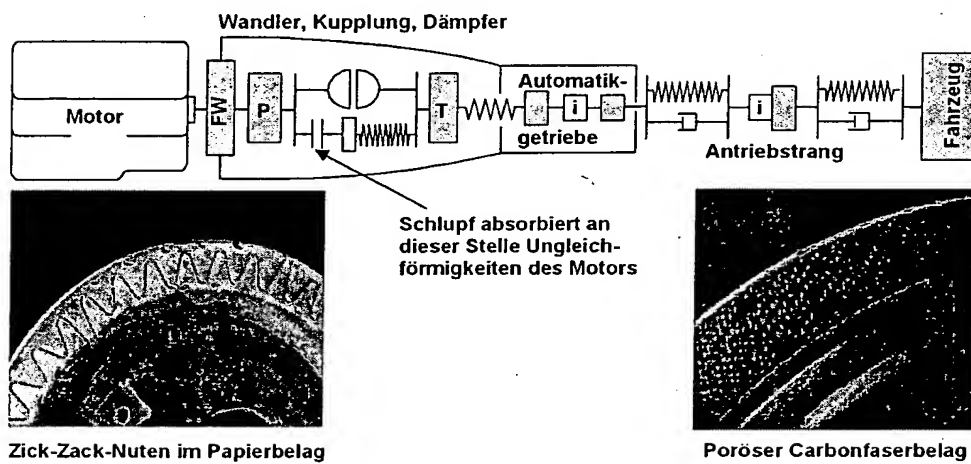 Wandler, Kupplung, Dämpfer
Motor
FW
P
T
Automatik-
getriebe
i
i
Antriebstrang
Fahrzeug
Schlupf absorbiert an
dieser Stelle Ungleich-
förmigkeiten des Motors
Zick-Zack-Nuten im Papierbelag
Poröser Carbonfaserbelag